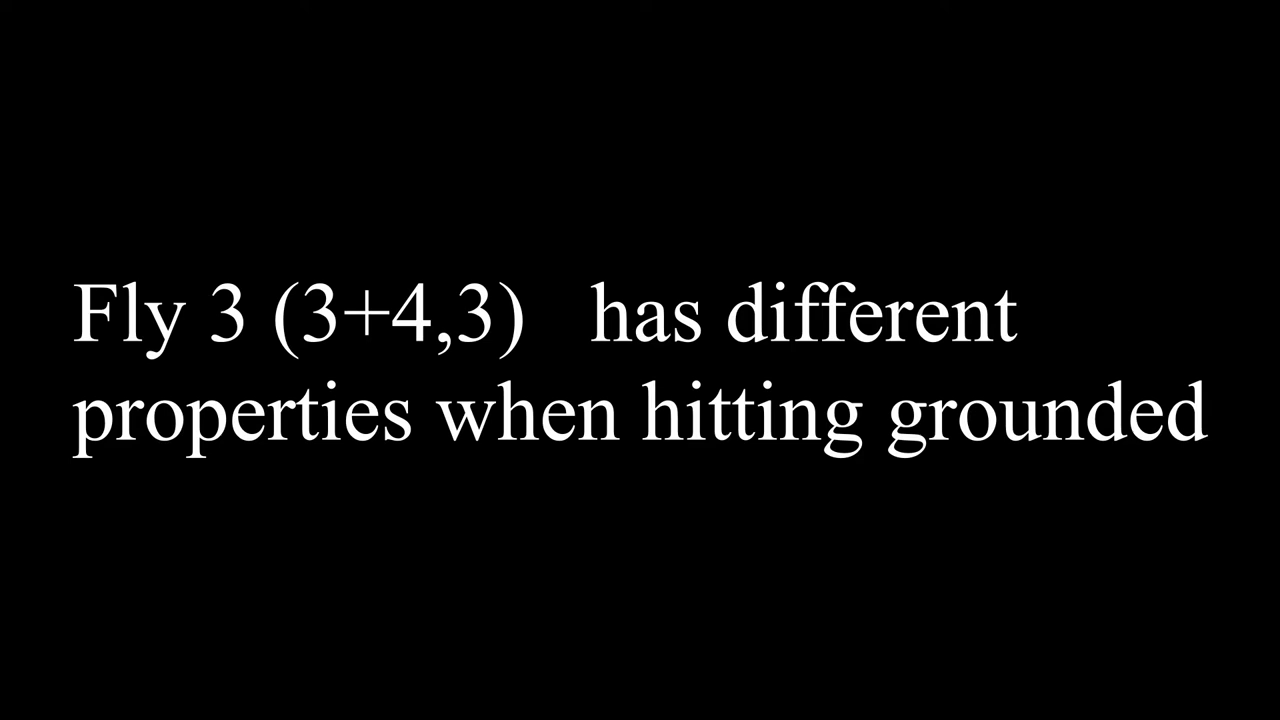 Fly 3 (3+4,3)   has different
properties when hitting grounded